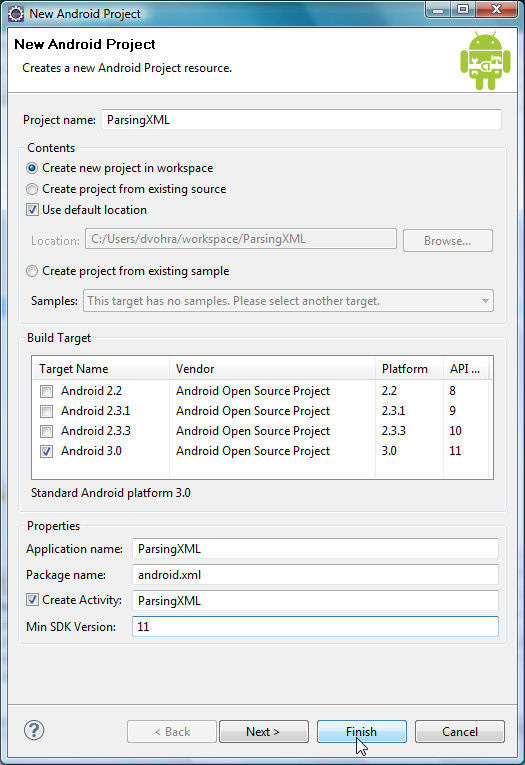 New Android Project
New Android Project
Creates a new Android Project resource.
Project name: ParsingXML
Contents
Create new project in workspace
Create project from existing source
Use default location
Location: C:/Users/dvohra/workspace/ParsingXML Browse...
Create project from existing sample
Samples: This target has no samples. Please select another target.
Build Target
Target Name Vendor Platform API ...
Android 2.2 Android Open Source Project 2.2 8
Android 2.3.1 Android Open Source Project 2.3.1 9
Android 2.3.3 Android Open Source Project 2.3.3 10
Android 3.0 Android Open Source Project 3.0 11
Standard Android platform 3.0
Properties
Application name: ParsingXML
Package name: android.xml
Create Activity: ParsingXML
Min SDK Version: 11
? < Back Next > Finish Cancel